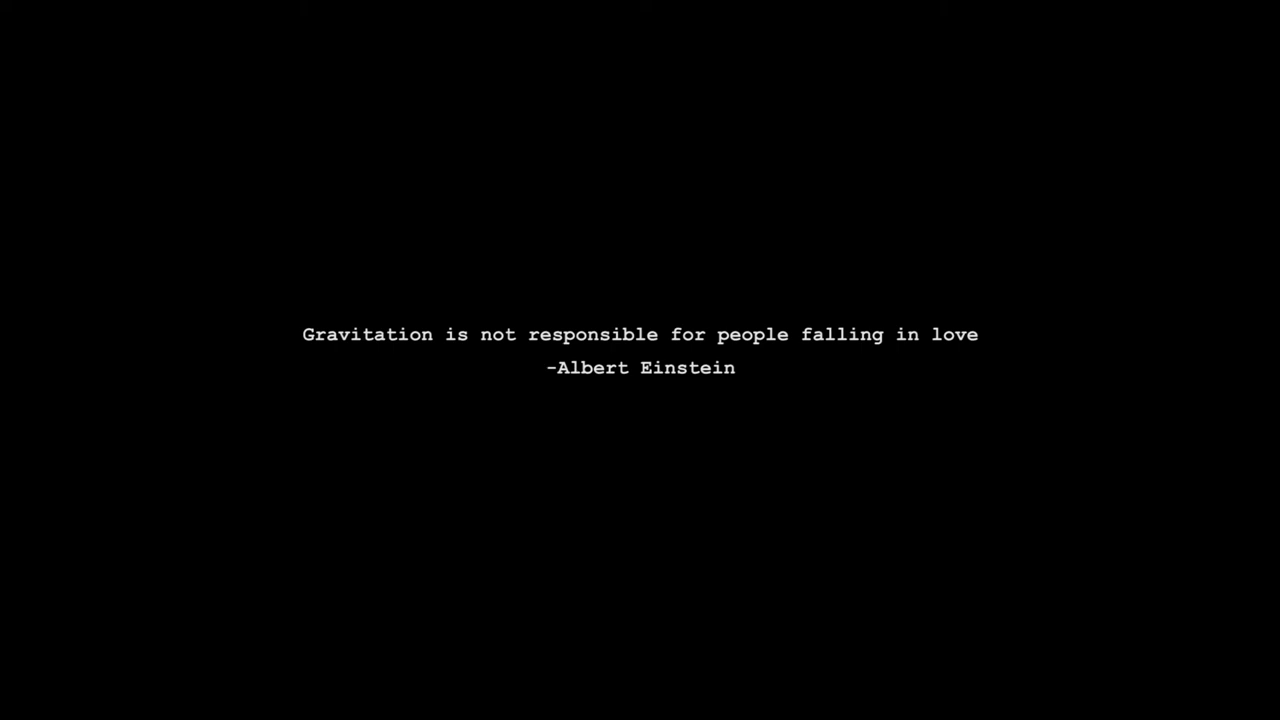 Gravitation is not responsible for people falling in love
-Albert Einstein